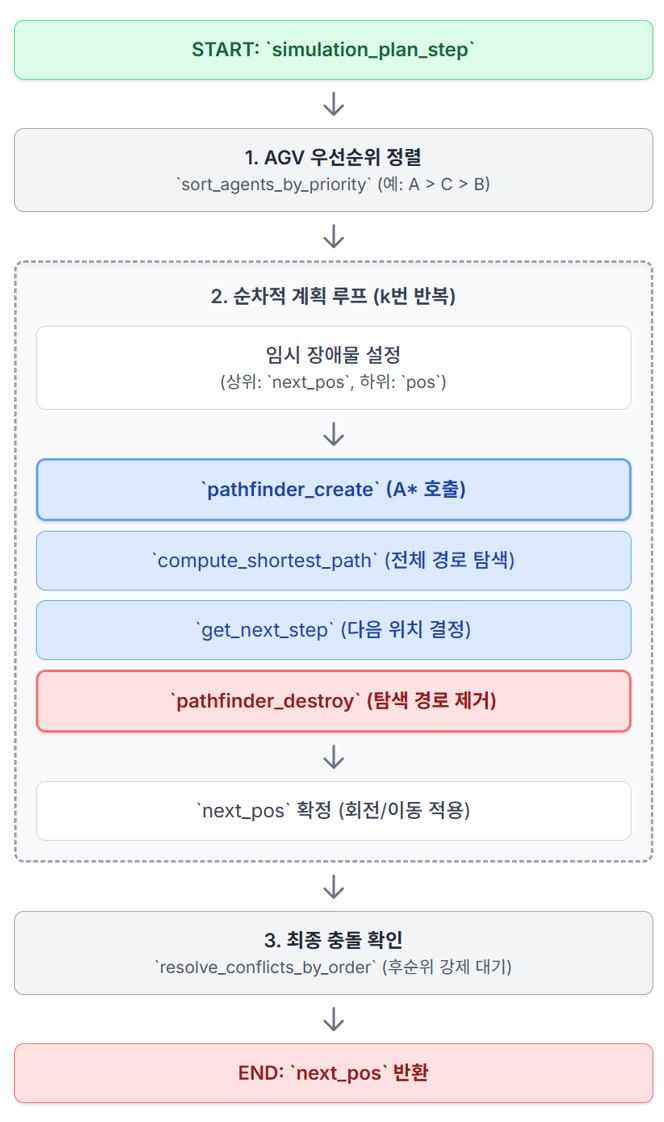 START: `simulation_plan_step`
1. AGV 우선순위 정렬
`sort_agents_by_priority` (예: A > C > B)
2. 순차적 계획 루프 (k번 반복)
임시 장애물 설정
(상위: `next_pos`, 하위: `pos`)
`pathfinder_create` (A* 호출)
`compute_shortest_path` (전체 경로 탐색)
`get_next_step` (다음 위치 결정)
`pathfinder_destroy` (탐색 경로 제거)
`next_pos` 확정 (회전/이동 적용)
3. 최종 충돌 확인
`resolve_conflicts_by_order` (후순위 강제 대기)
END: `next_pos` 반환